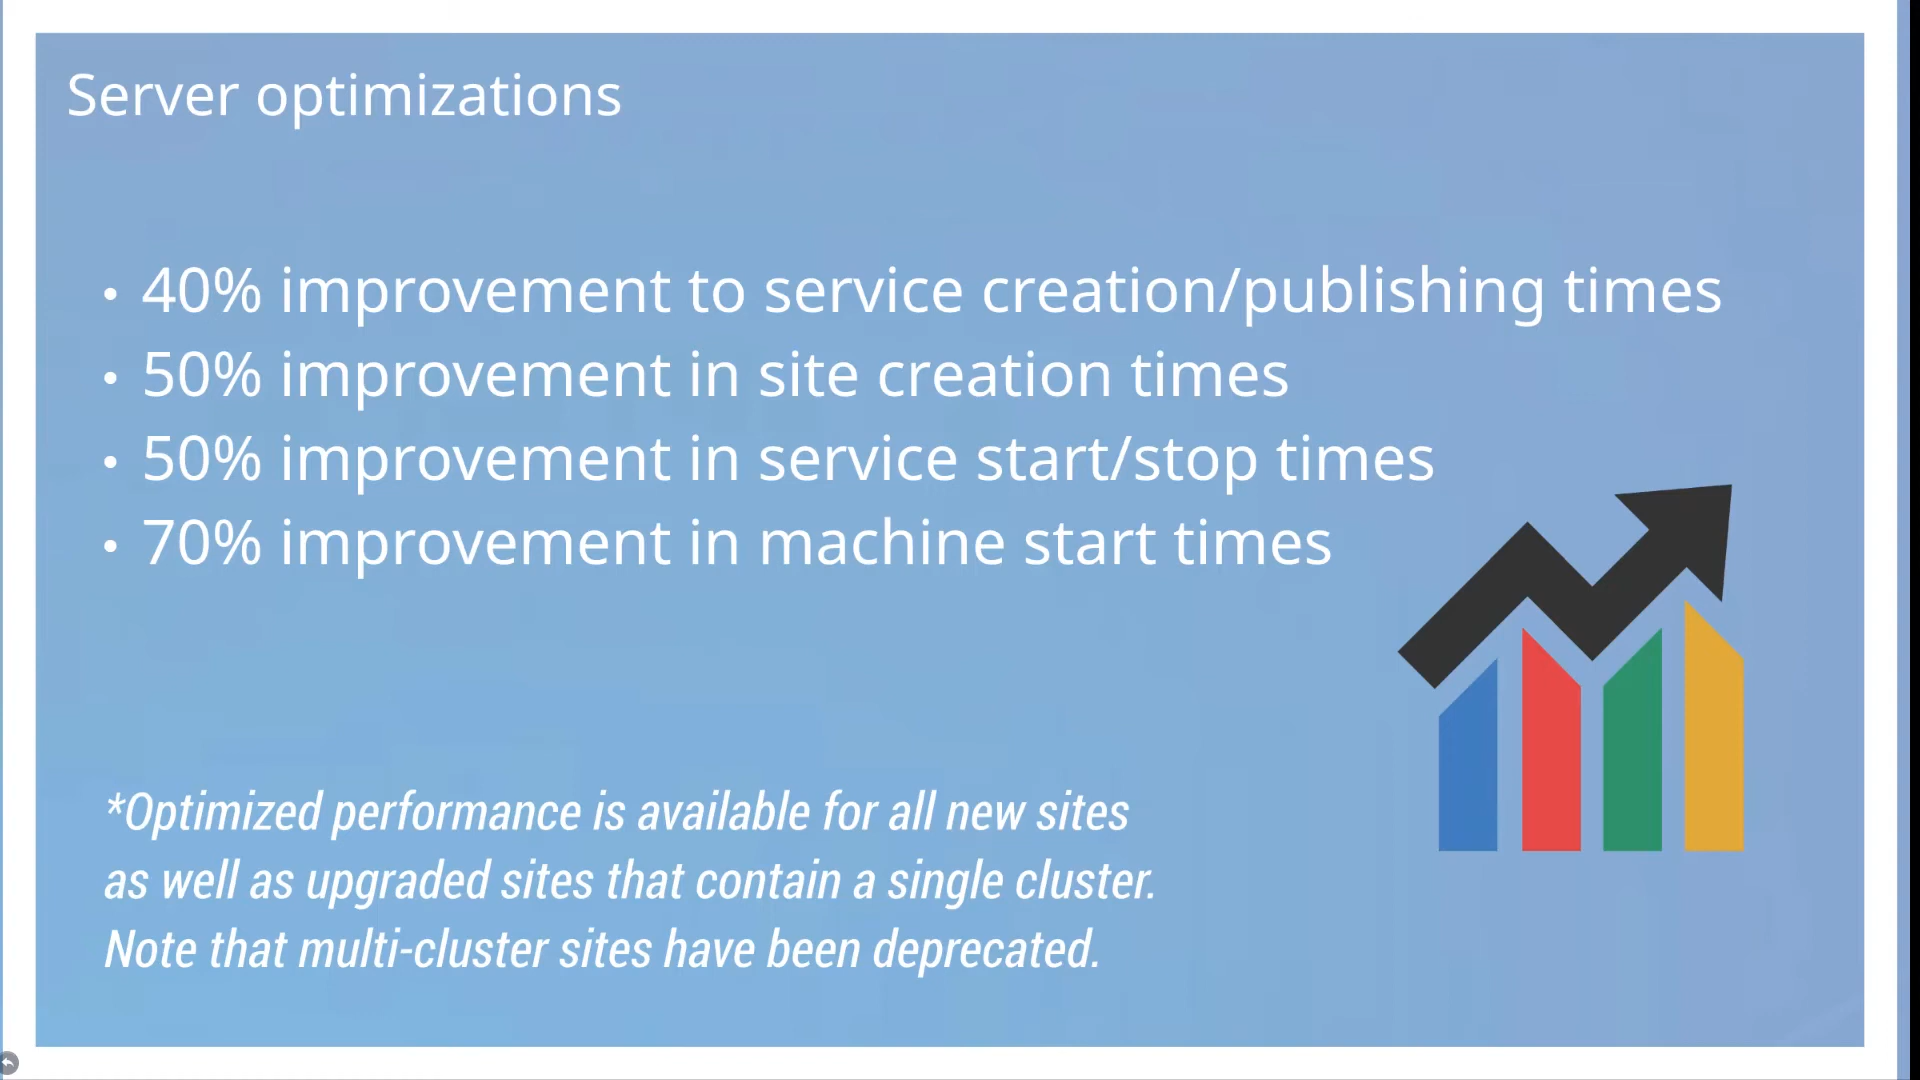 Server optimizations
• 40% improvement to service creation/publishing times
• 50% improvement in site creation times
• 50% improvement in service start/stop times
• 70% improvement in machine start times
*Optimized performance is available for all new sites
as well as upgraded sites that contain a single cluster.
Note that multi-cluster sites have been deprecated.